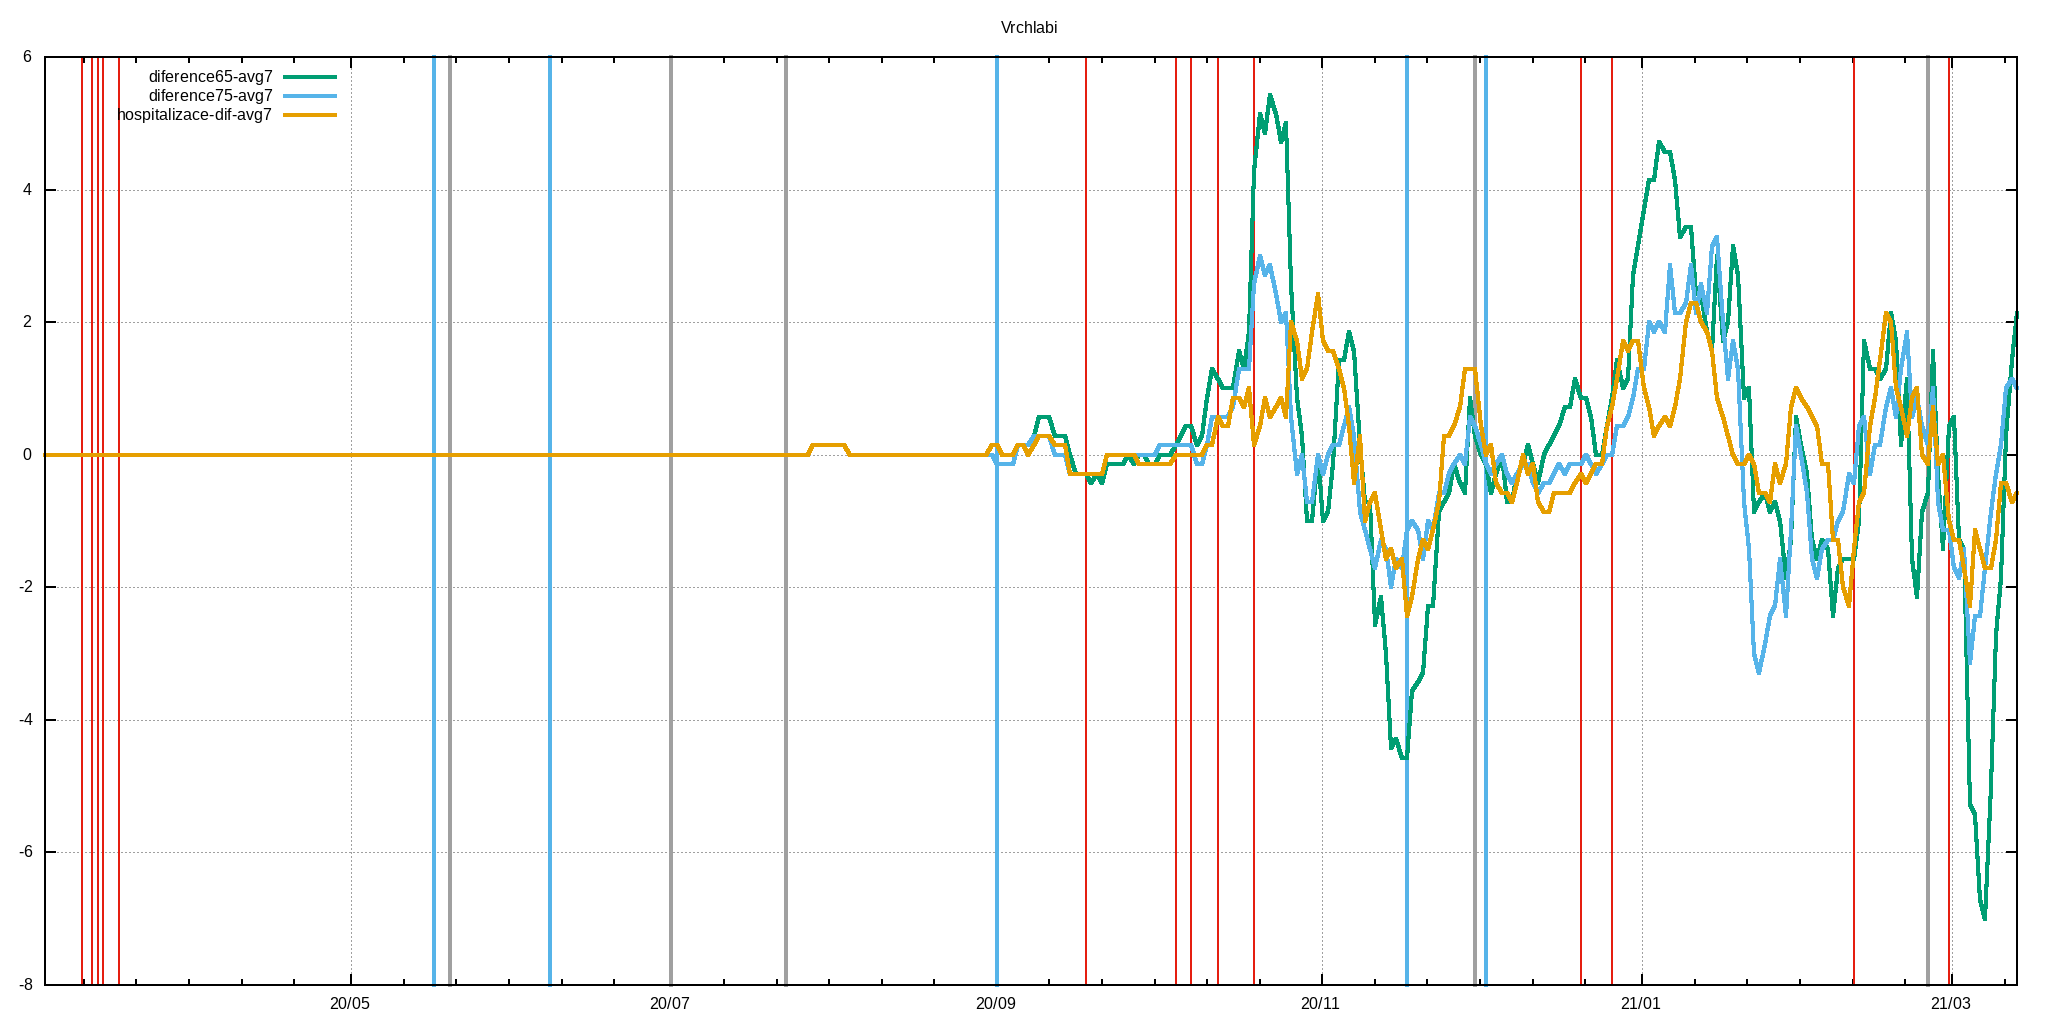 Vrchlabi
6
diference65-avg7
diference75-avg7
hospitalizace-dif-avg7
4
2
0
-2
-4
-6
-8
20/05 20/07 20/09 20/11 21/01 21/03